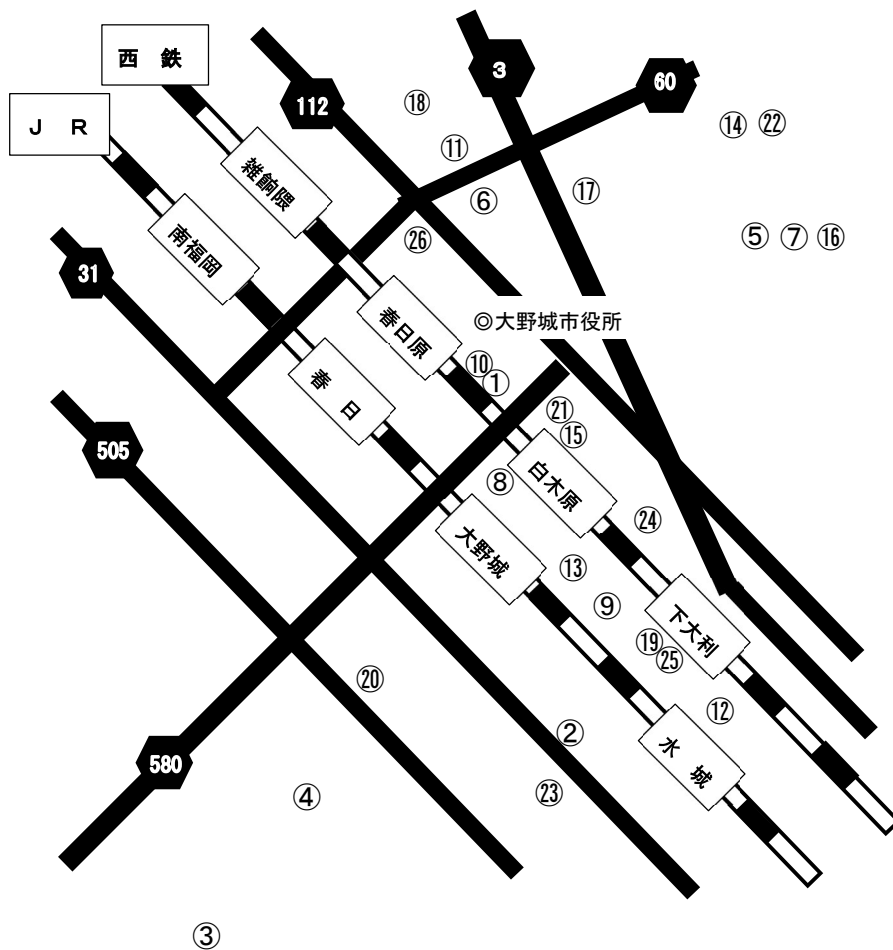 西 鉄
3
60
112
⑱
J R
⑭ ㉒
⑪
雑餉隈
⑥
⑰
南福岡
㉖
⑤ ⑦ ⑯
31
春日原
◎大野城市役所
⑩
①
春 日
㉑
⑮
505
白木原
⑧
㉔
大野城
⑬
⑨
下大利
⑲
㉕
⑳
⑫
②
水 城
580
㉓
④
③